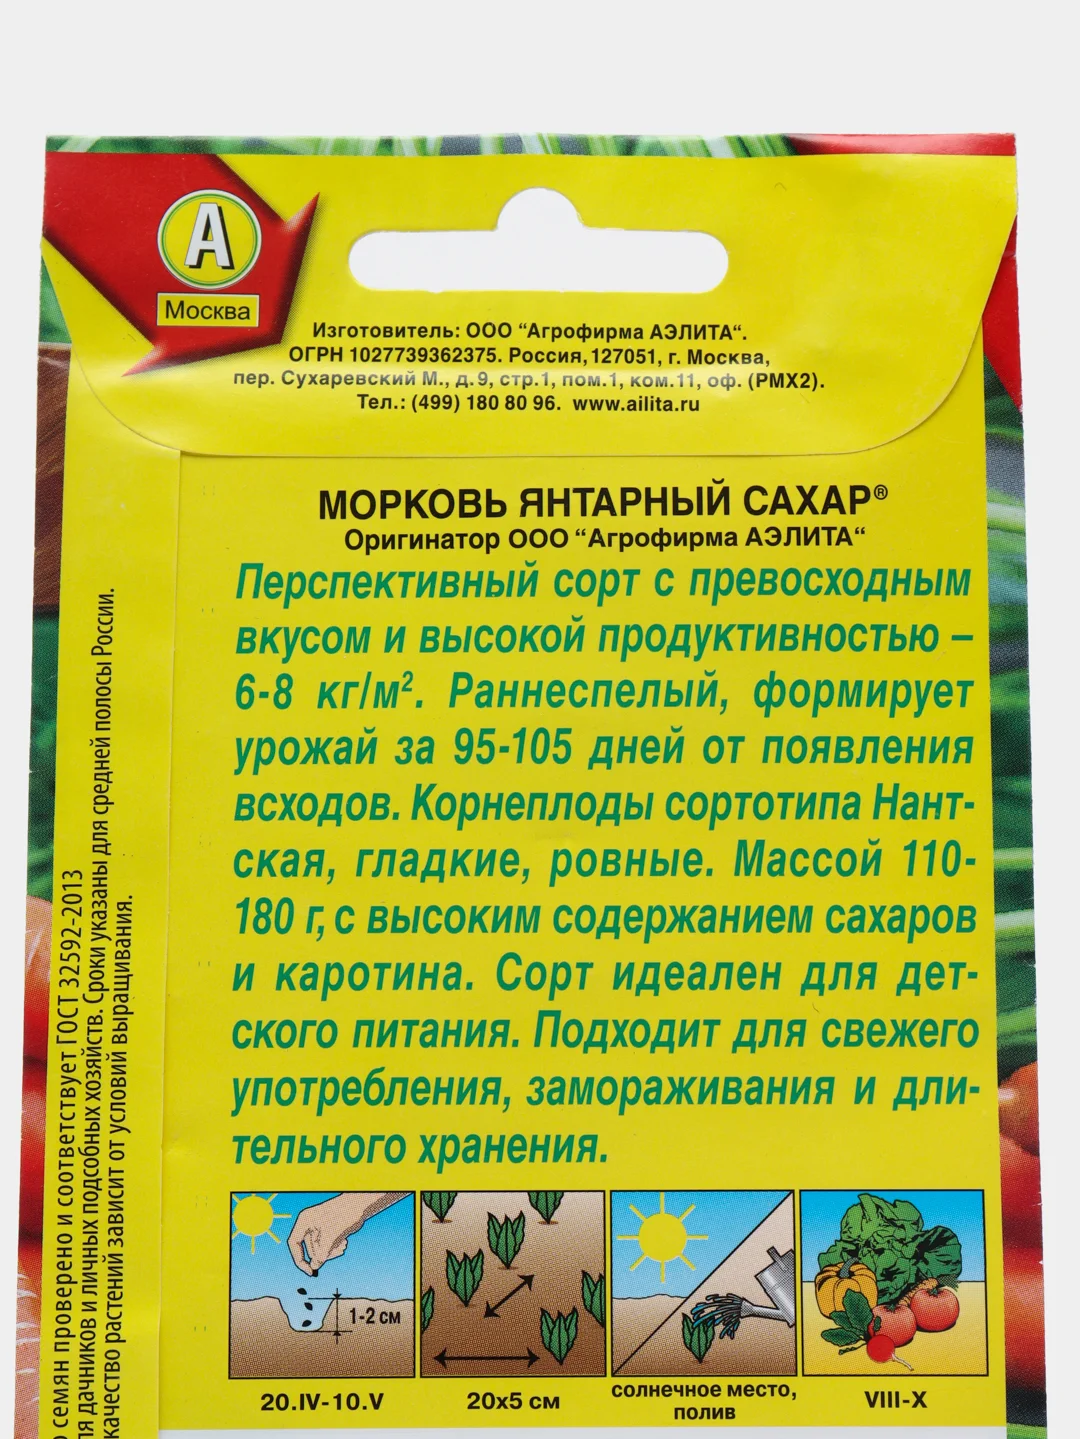 А
Москва
Изготовитель: ООО “Агрофирма АЭЛИТА“.
ОГРН 1027739362375. Россия, 127051, г. Москва,
пер. Сухаревский М., д. 9, стр.1, пом.1, ком.11, оф. (РМХ2).
Тел.: (499) 180 80 96. www.ailita.ru
МОРКОВЬ ЯНТАРНЫЙ САХАР®
Оригинатор ООО “Агрофирма АЭЛИТА“
Перспективный сорт с превосходным
вкусом и высокой продуктивностью –
6-8 кг/м². Раннеспелый, формирует
урожай за 95-105 дней от появления
всходов. Корнеплоды сортотипа Нант-
ская, гладкие, ровные. Массой 110-
180 г, с высоким содержанием сахаров
и каротина. Сорт идеален для дет-
ского питания. Подходит для свежего
употребления, замораживания и дли-
тельного хранения.
1-2 см
20.IV-10.V
20x5 см
солнечное место,
полив
VIII-X
семян проверено и соответствует ГОСТ 32592-2013
дачников и личных подсобных хозяйств. Сроки указаны для средней полосы России.
качество растений зависит от условий выращивания.